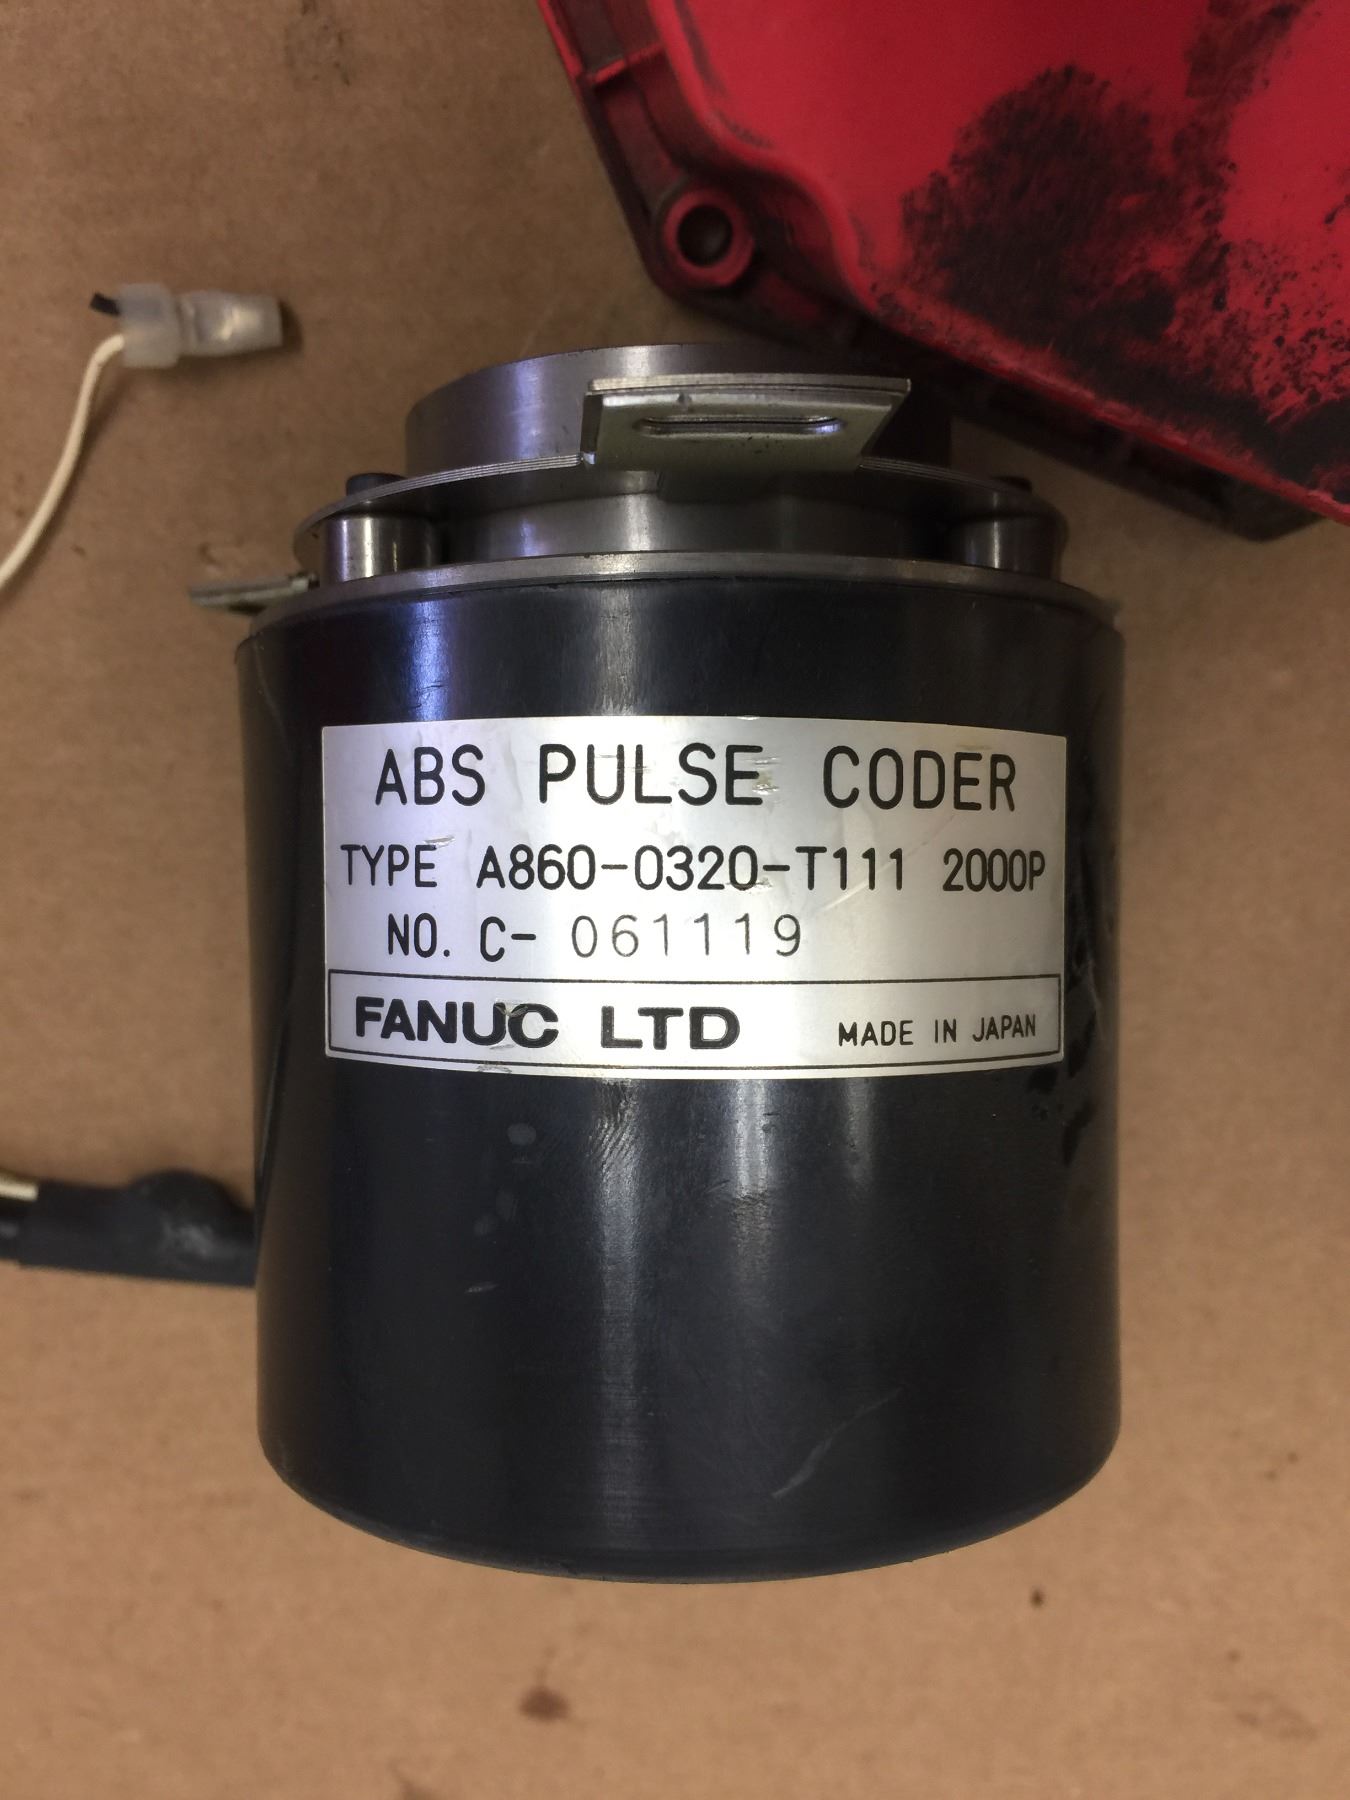 ABS PULSE CODER
TYPE A860-0320-T111 2000P
NO. C- 061119
FANUC LTD MADE IN JAPAN